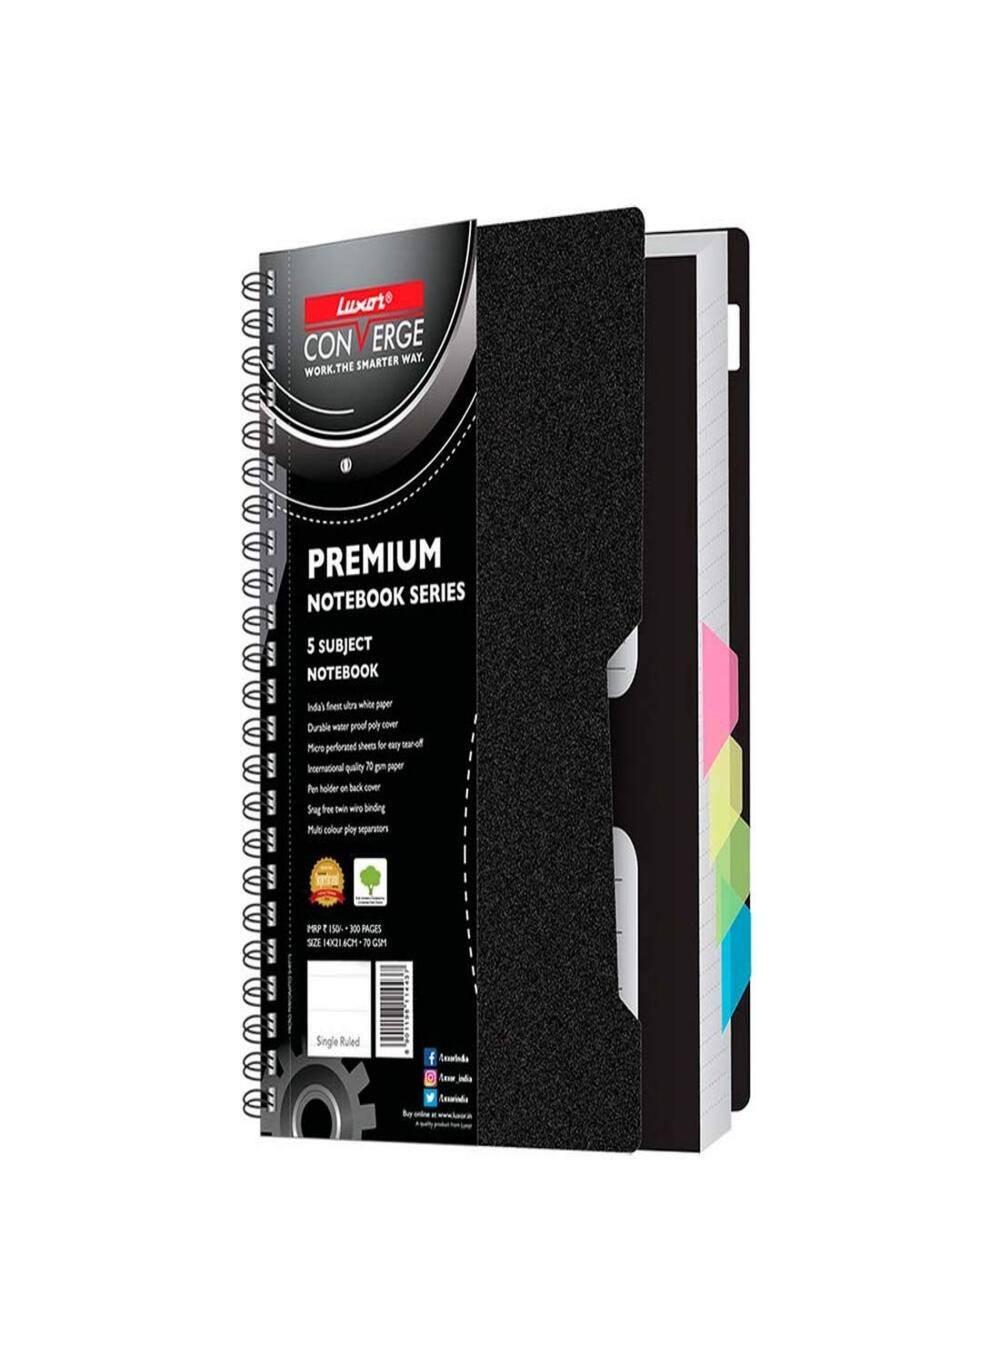 Luxor®
CONVERGE
WORK.THE SMARTER WAY.
PREMIUM
NOTEBOOK SERIES
5 SUBJECT
NOTEBOOK
India's finest ultra white paper
Durable water proof poly cover
Micro perforated sheets for easy tear-off
International quality 70 gsm paper
Pen holder on back cover
Snag free twin wiro binding
Multi colour ploy separators
MRP ₹ 150/- • 300 PAGES
SIZE 14X21.6CM • 70 GSM
Single Ruled
/Luxorindia
/Luxor_india
/Luxorindia
Buy online at www.luxor.in
A quality product from Luxor